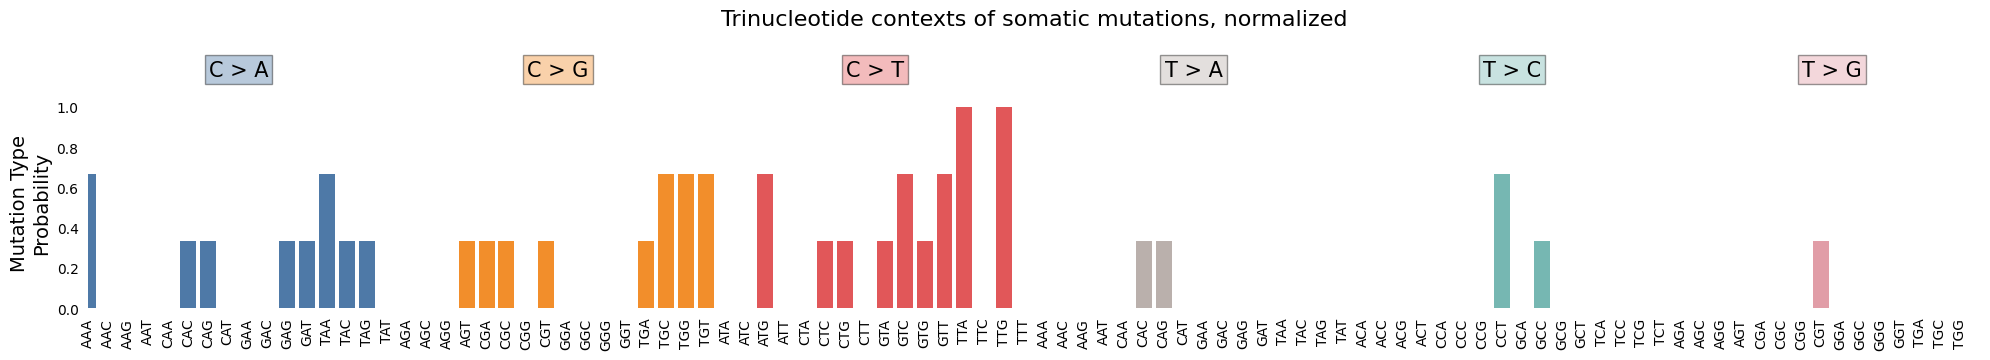 Trinucleotide contexts of somatic mutations, normalized
C > A C > G C > T T > A T > C T > G
Mutation Type
Probability
1.0
0.8
0.6
0.4
0.2
0.0
AAA AAC AAG AAT CAA CAC CAG CAT GAA GAC GAG GAT TAA TAC TAG TAT AGA AGC AGG AGT CGA CGC CGG CGT GGA GGC GGG GGT TGA TGC TGG TGT ATA ATC ATG ATT CTA CTC CTG CTT GTA GTC GTG GTT TTA TTC TTG TTT AAA AAC AAG AAT CAA CAC CAG CAT GAA GAC GAG GAT TAA TAC TAG TAT ACA ACC ACG ACT CCA CCC CCG CCT GCA GCC GCG GCT TCA TCC TCG TCT AGA AGC AGG AGT CGA CGC CGG CGT GGA GGC GGG GGT TGA TGC TGG